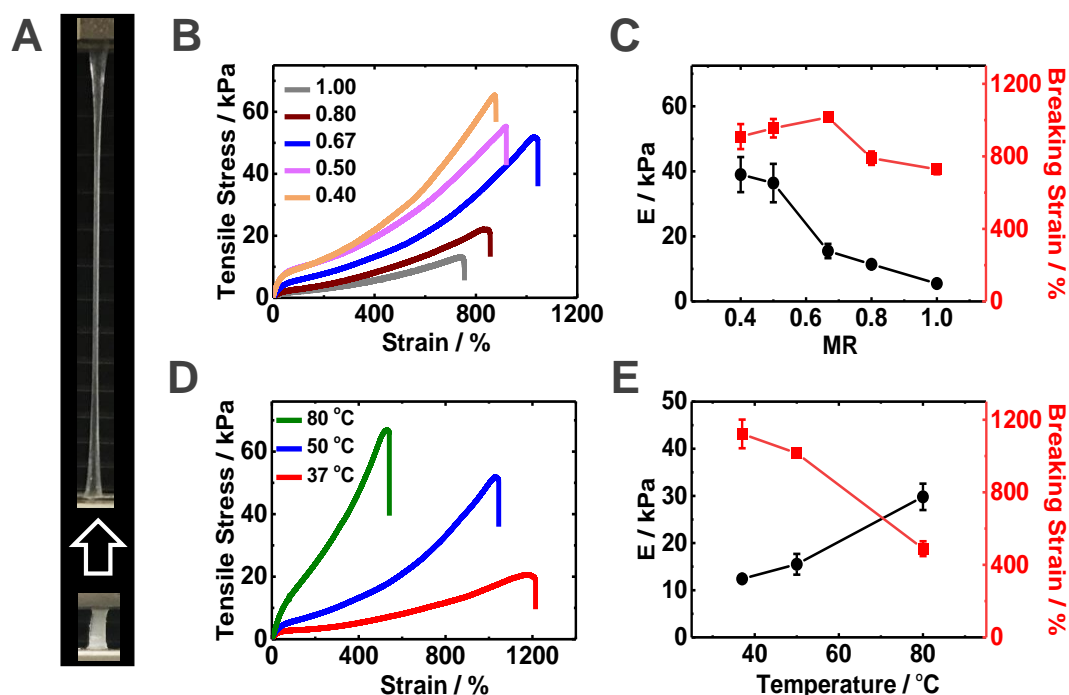 A
B
Tensile Stress / kPa
60
40
20
0
1.00
0.80
0.67
0.50
0.40
0
400
800
1200
Strain / %
C
E / kPa
60
40
20
0
1200
800
400
0
Breaking Strain / %
0.4
0.6
0.8
1.0
MR
D
Tensile Stress / kPa
60
40
20
0
80 °C
50 °C
37 °C
0
400
800
1200
Strain / %
E
E / kPa
50
40
30
20
10
0
1200
800
400
0
Breaking Strain / %
40
60
80
Temperature / °C